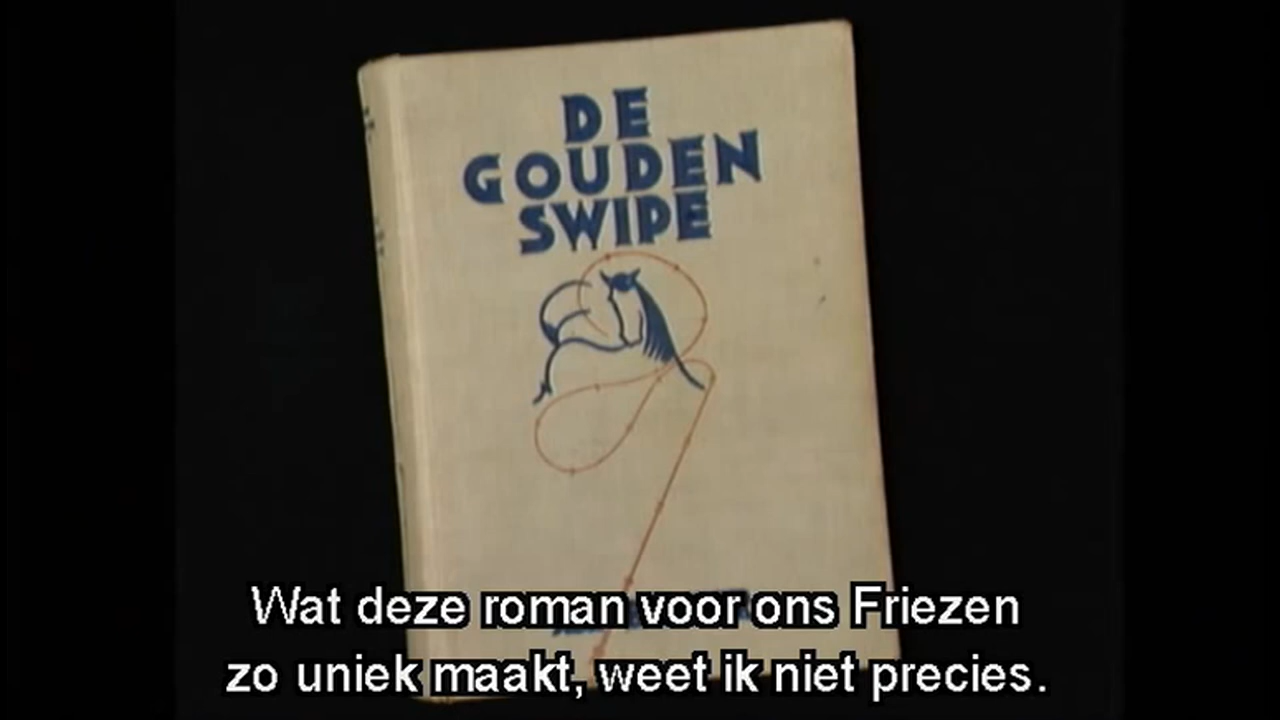 DE
GOUDEN
SWIPE
Wat deze roman voor ons Friezen
zo uniek maakt, weet ik niet precies.